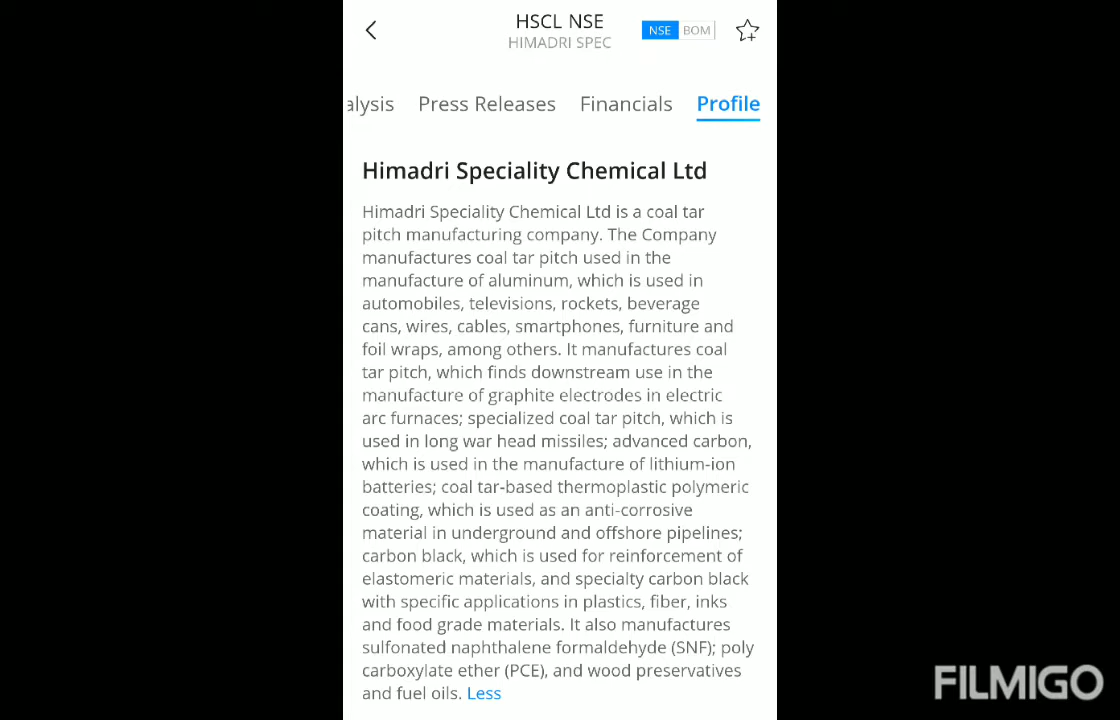 HSCL NSE
HIMADRI SPEC
NSE BOM
alysis Press Releases Financials Profile
Himadri Speciality Chemical Ltd
Himadri Speciality Chemical Ltd is a coal tar
pitch manufacturing company. The Company
manufactures coal tar pitch used in the
manufacture of aluminum, which is used in
automobiles, televisions, rockets, beverage
cans, wires, cables, smartphones, furniture and
foil wraps, among others. It manufactures coal
tar pitch, which finds downstream use in the
manufacture of graphite electrodes in electric
arc furnaces; specialized coal tar pitch, which is
used in long war head missiles; advanced carbon,
which is used in the manufacture of lithium-ion
batteries; coal tar-based thermoplastic polymeric
coating, which is used as an anti-corrosive
material in underground and offshore pipelines;
carbon black, which is used for reinforcement of
elastomeric materials, and specialty carbon black
with specific applications in plastics, fiber, inks
and food grade materials. It also manufactures
sulfonated naphthalene formaldehyde (SNF); poly
carboxylate ether (PCE), and wood preservatives
and fuel oils. Less
FILMIGO